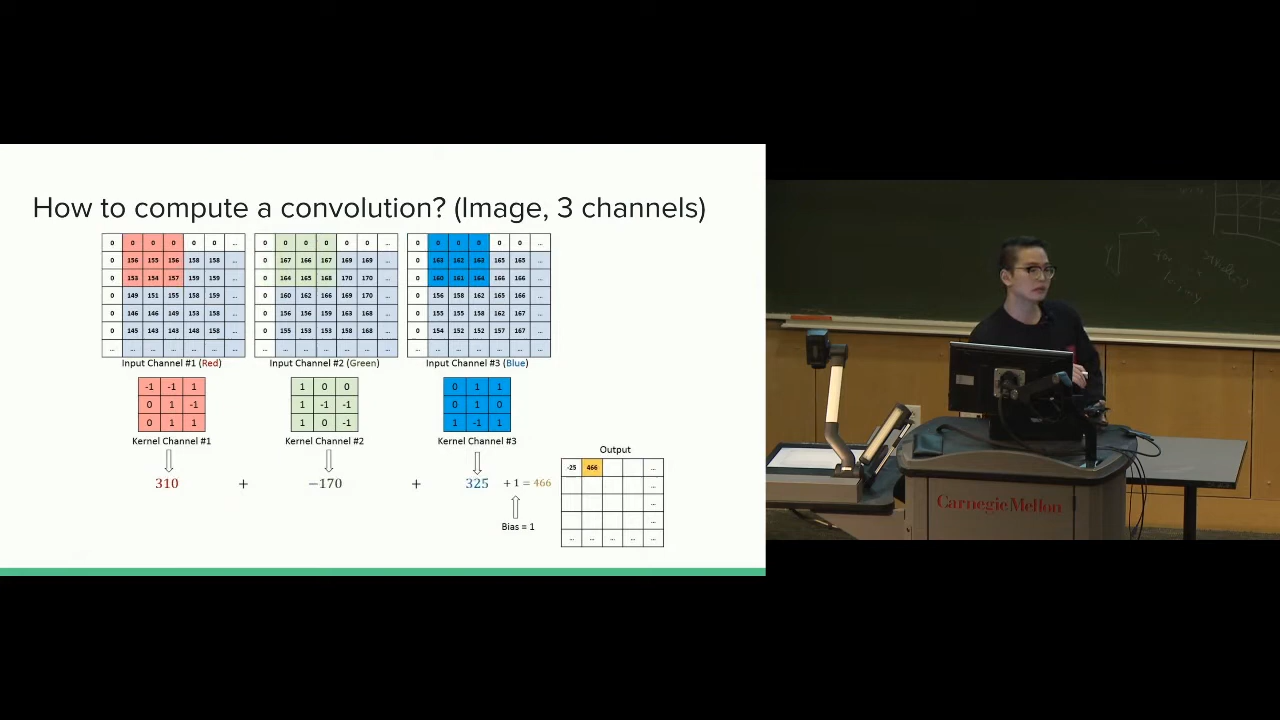 How to compute a convolution? (Image, 3 channels)
0 0 0 0 0 0 ... 0 0 0 0 0 0 ... 0 0 0 0 0 0 ...
0 156 155 156 158 158 ... 0 167 166 167 169 169 ... 0 163 162 163 165 165 ...
0 153 154 157 159 159 ... 0 164 165 168 170 170 ... 0 160 161 164 166 166 ...
0 149 151 155 158 159 ... 0 160 162 166 169 170 ... 0 156 158 162 165 166 ...
0 146 146 149 153 158 ... 0 156 156 159 163 168 ... 0 155 155 158 162 167 ...
0 145 143 143 148 158 ... 0 155 153 153 158 168 ... 0 154 152 152 157 167 ...
... ... ... ... ... ... ... ... ... ... ... ... ... ... ... ... ... ... ... ... ...
Input Channel #1 (Red) Input Channel #2 (Green) Input Channel #3 (Blue)
-1 -1 1 1 0 0 0 1 1
0 1 -1 1 -1 -1 0 1 0
0 1 1 1 0 -1 1 -1 1
Kernel Channel #1 Kernel Channel #2 Kernel Channel #3
310 + −170 + 325 + 1 = 466
Bias = 1
Output
-25 466 ...
...
...
...
... ... ... ... ...
Carnegie Mellon